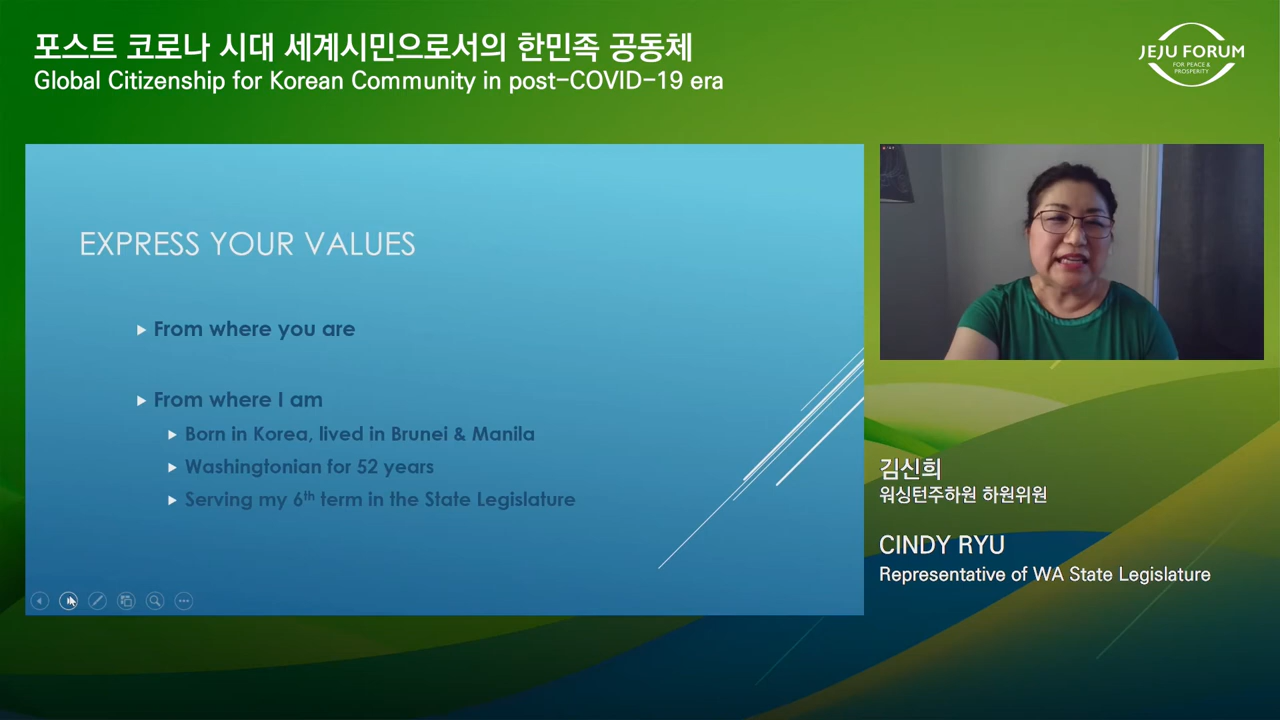 포스트 코로나 시대 세계시민으로서의 한민족 공동체
Global Citizenship for Korean Community in post-COVID-19 era
JEJU FORUM
FOR PEACE &
PROSPERITY
EXPRESS YOUR VALUES
From where you are
From where I am
Born in Korea, lived in Brunei & Manila
Washingtonian for 52 years
Serving my 6th term in the State Legislature
김신희
워싱턴주하원 하원위원
CINDY RYU
Representative of WA State Legislature